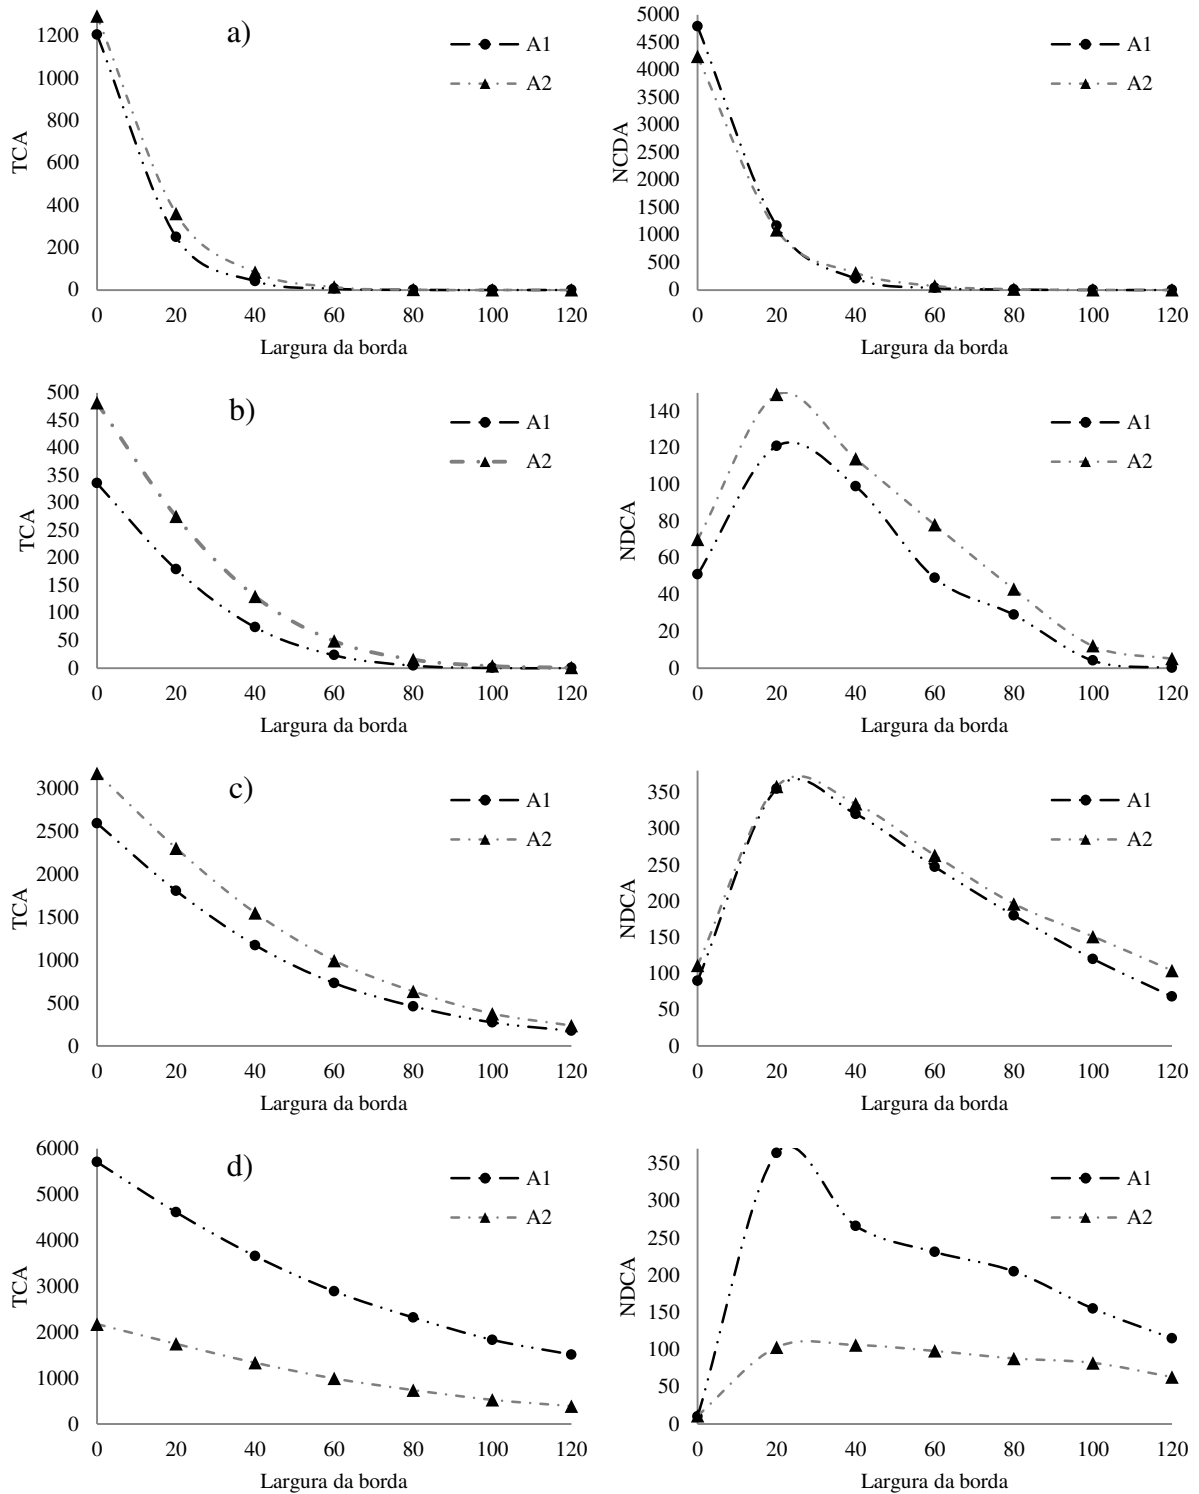 a)
TCA
1200
1000
800
600
400
200
0
0 20 40 60 80 100 120
Largura da borda
A1
A2
NCDA
5000
4500
4000
3500
3000
2500
2000
1500
1000
500
0
0 20 40 60 80 100 120
Largura da borda
A1
A2
b)
TCA
500
450
400
350
300
250
200
150
100
50
0
0 20 40 60 80 100 120
Largura da borda
A1
A2
NDCA
140
120
100
80
60
40
20
0
0 20 40 60 80 100 120
Largura da borda
A1
A2
c)
TCA
3000
2500
2000
1500
1000
500
0
0 20 40 60 80 100 120
Largura da borda
A1
A2
NDCA
350
300
250
200
150
100
50
0
0 20 40 60 80 100 120
Largura da borda
A1
A2
d)
TCA
6000
5000
4000
3000
2000
1000
0
0 20 40 60 80 100 120
Largura da borda
A1
A2
NDCA
350
300
250
200
150
100
50
0
0 20 40 60 80 100 120
Largura da borda
A1
A2